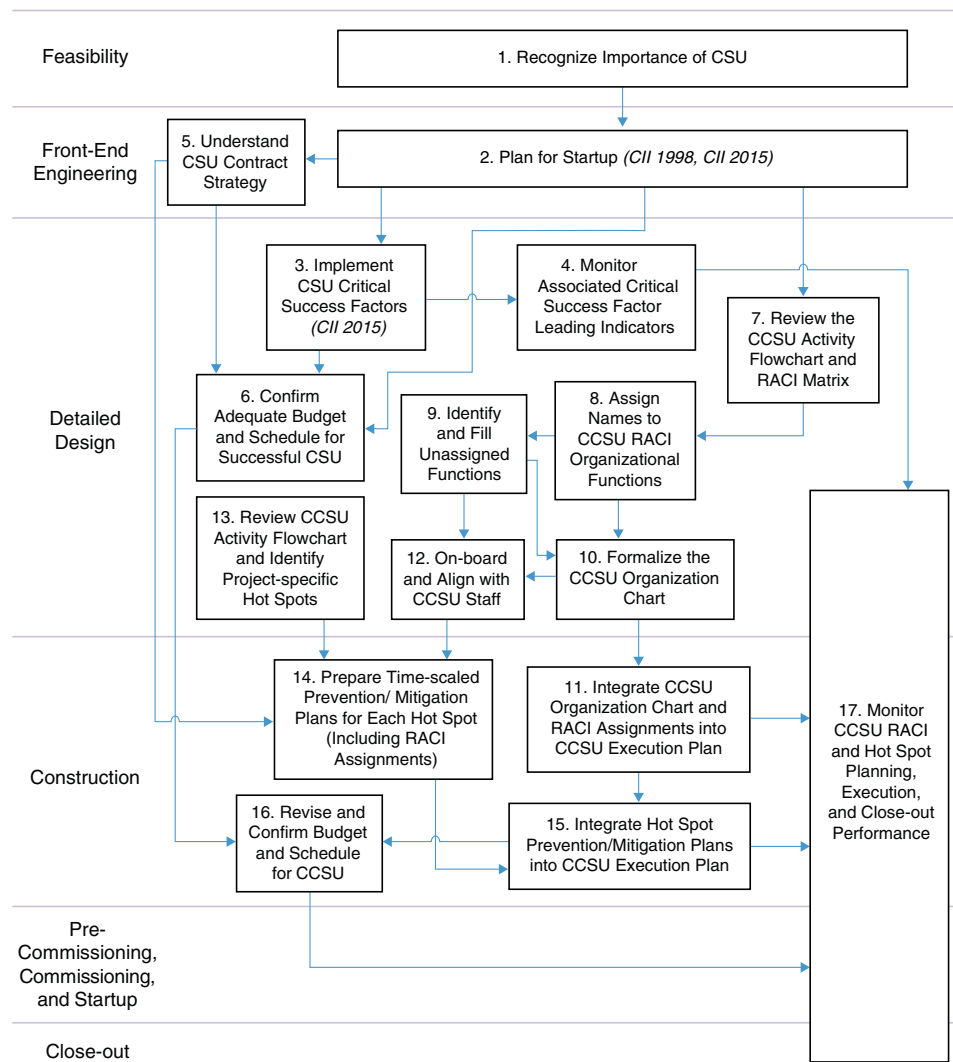 Feasibility
1. Recognize Importance of CSU
Front-End
Engineering
5. Understand
CSU Contract
Strategy
2. Plan for Startup (CII 1998, CII 2015)
3. Implement
CSU Critical
Success Factors
(CII 2015)
4. Monitor
Associated Critical
Success Factor
Leading Indicators
7. Review the
CCSU Activity
Flowchart and
RACI Matrix
Detailed
Design
6. Confirm
Adequate Budget
and Schedule for
Successful CSU
9. Identify
and Fill
Unassigned
Functions
8. Assign
Names to
CCSU RACI
Organizational
Functions
13. Review CCSU
Activity Flowchart
and Identify
Project-specific
Hot Spots
12. On-board
and Align with
CCSU Staff
10. Formalize the
CCSU Organization
Chart
Construction
14. Prepare Time-scaled
Prevention/ Mitigation
Plans for Each Hot Spot
(Including RACI
Assignments)
11. Integrate CCSU
Organization Chart and
RACI Assignments into
CCSU Execution Plan
17. Monitor
CCSU RACI
and Hot Spot
Planning,
Execution,
and Close-out
Performance
16. Revise and
Confirm Budget
and Schedule
for CCSU
15. Integrate Hot Spot
Prevention/Mitigation Plans
into CCSU Execution Plan
Pre-
Commissioning,
Commissioning,
and Startup
Close-out